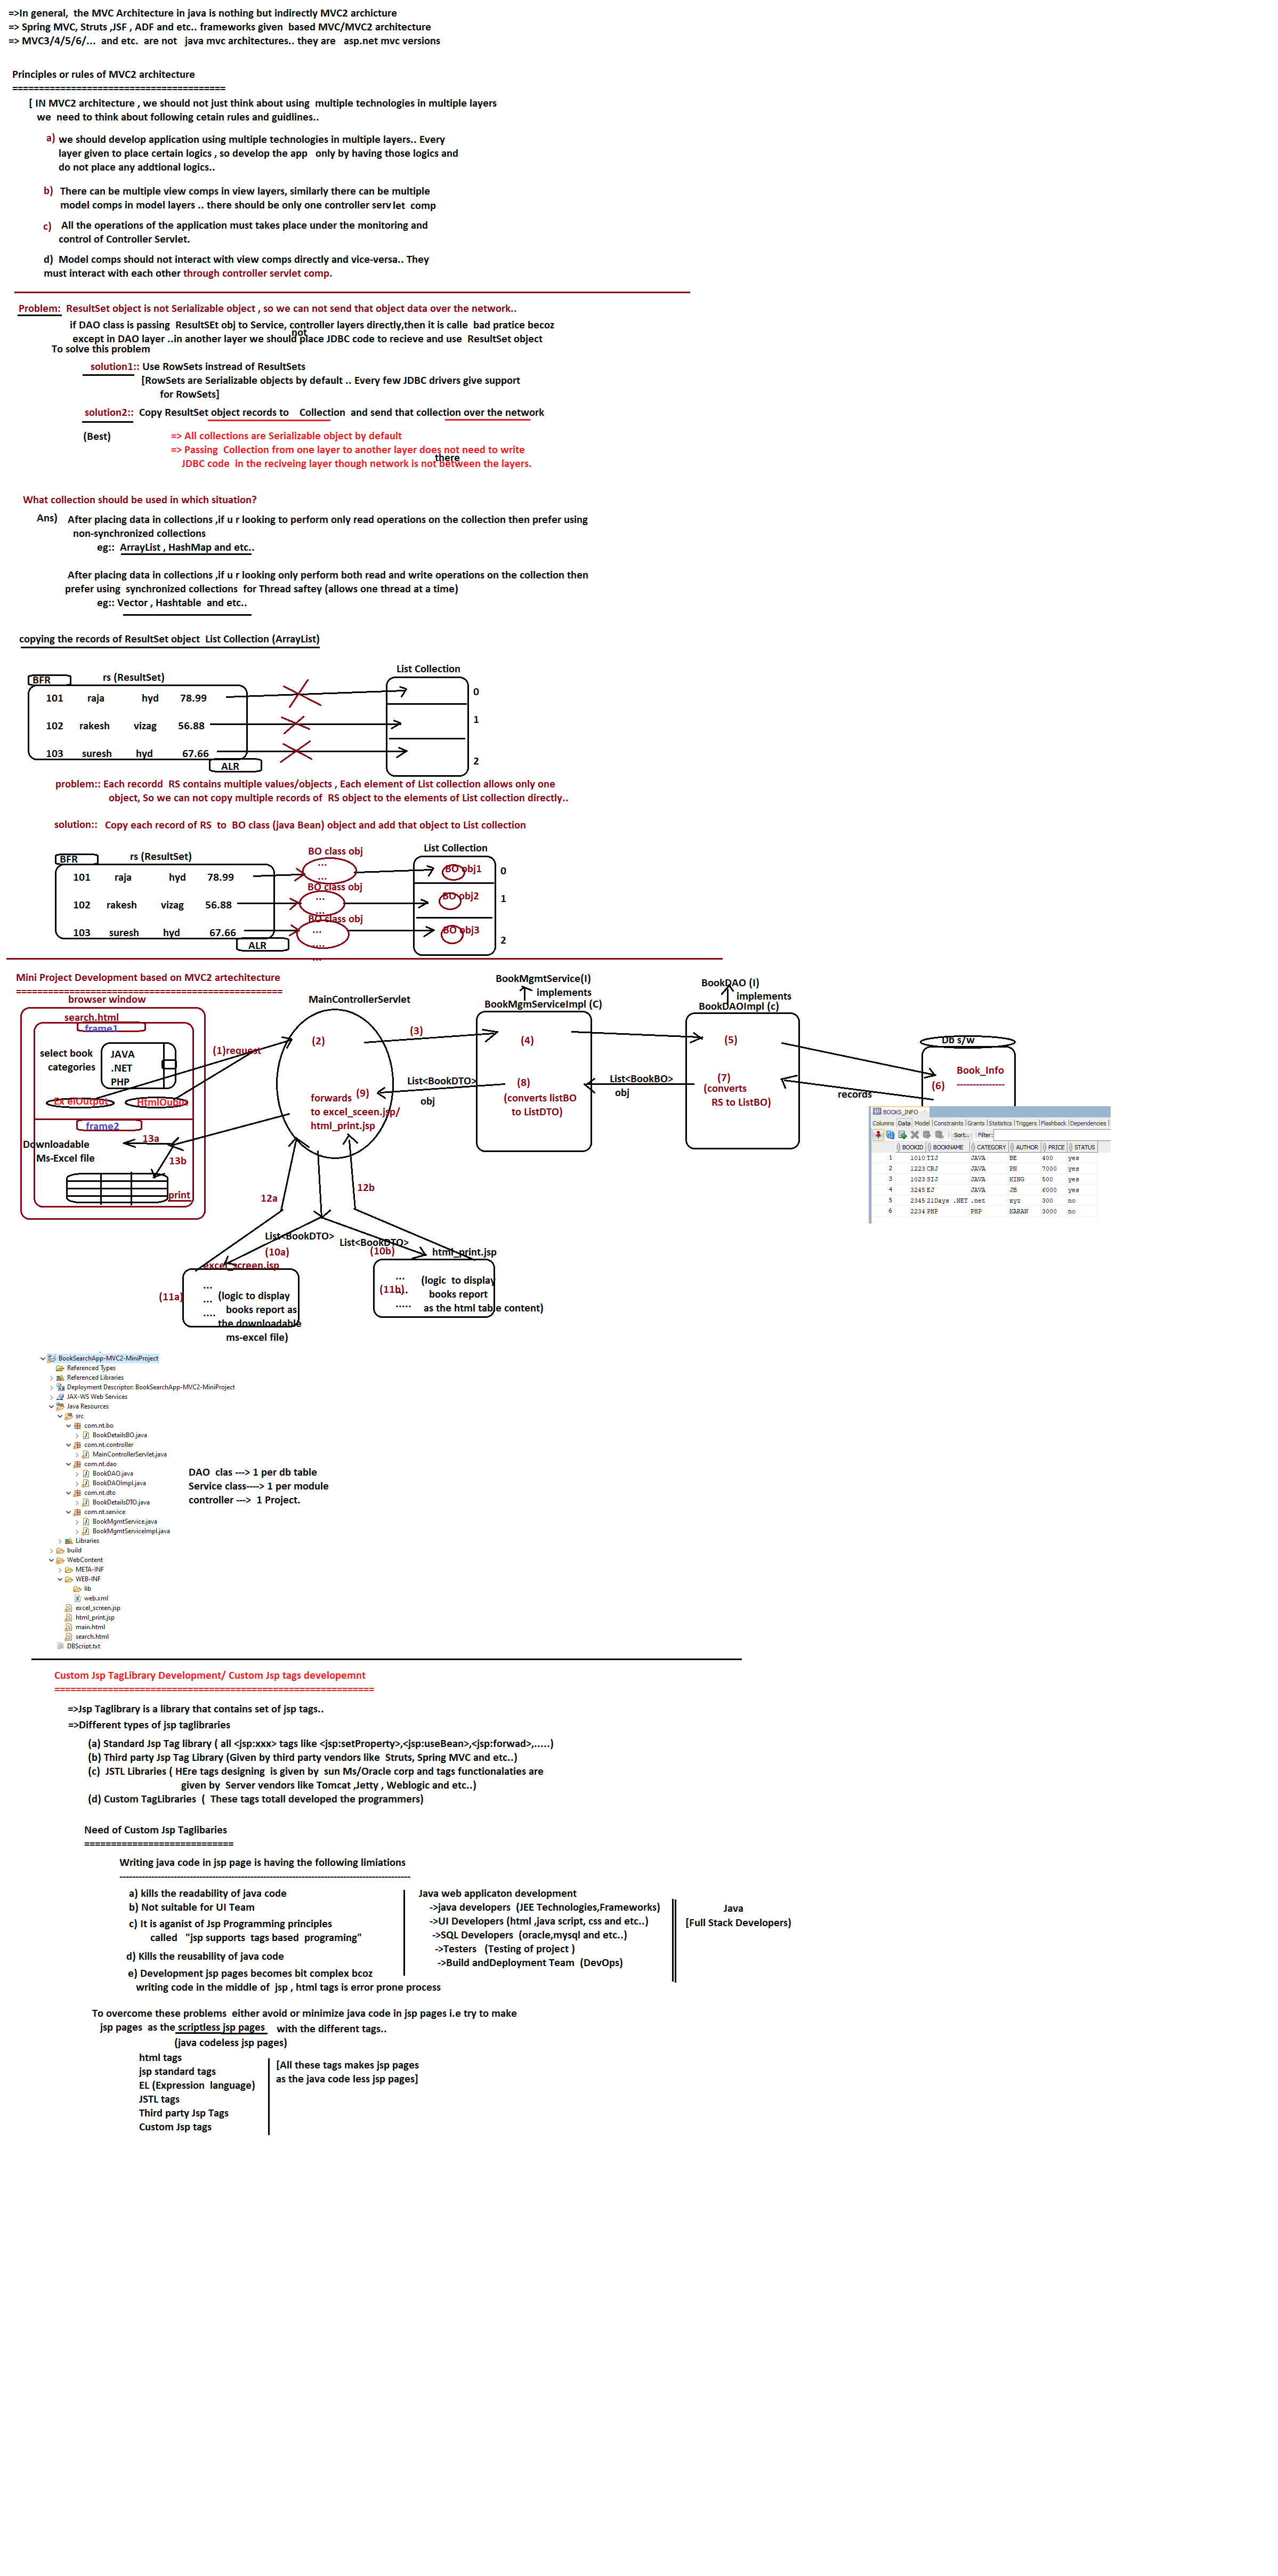 =>In general,  the MVC Architecture in java is nothing but indirectly MVC2 archicture
=> Spring MVC, Struts ,JSF , ADF and etc.. frameworks given  based MVC/MVC2 architecture
=> MVC3/4/5/6/...  and etc.  are not   java mvc architectures.. they are   asp.net mvc versions
Principles or rules of MVC2 architecture
========================================
[ IN MVC2 architecture , we should not just think about using  multiple technologies in multiple layers
we  need to think about following cetain rules and guidlines..
a) we should develop application using multiple technologies in multiple layers.. Every
layer given to place certain logics , so develop the app   only by having those logics and
do not place any addtional logics..
b)  There can be multiple view comps in view layers, similarly there can be multiple
model comps in model layers .. there should be only one controller servlet  comp
c)   All the operations of the application must takes place under the monitoring and
control of Controller Servlet.
d)  Model comps should not interact with view comps directly and vice-versa.. They
must interact with each other through controller servlet comp.
Problem:  ResultSet object is not Serializable object , so we can not send that object data over the network..
if DAO class is passing  ResultSEt obj to Service, controller layers directly,then it is calle  bad pratice becoz
not
except in DAO layer ..in another layer we should place JDBC code to recieve and use  ResultSet object
To solve this problem
solution1:: Use RowSets instread of ResultSets
[RowSets are Serializable objects by default .. Every few JDBC drivers give support
for RowSets]
solution2::  Copy ResultSet object records to    Collection  and send that collection over the network
(Best)
=> All collections are Serializable object by default
=> Passing  Collection from one layer to another layer does not need to write
there
JDBC code  in the reciveing layer though network is not between the layers.
What collection should be used in which situation?
Ans)   After placing data in collections ,if u r looking to perform only read operations on the collection then prefer using
non-synchronized collections
eg::  ArrayList , HashMap and etc..
After placing data in collections ,if u r looking only perform both read and write operations on the collection then
prefer using  synchronized collections  for Thread saftey (allows one thread at a time)
eg:: Vector , Hashtable  and etc..
copying the records of ResultSet object  List Collection (ArrayList)
BFR
rs (ResultSet)
List Collection
101 raja hyd 78.99
0
102 rakesh vizag 56.88
1
103 suresh hyd 67.66
2
ALR
problem:: Each recordd  RS contains multiple values/objects , Each element of List collection allows only one
object, So we can not copy multiple records of  RS object to the elements of List collection directly..
solution::   Copy each record of RS  to  BO class (java Bean) object and add that object to List collection
BFR
rs (ResultSet)
BO class obj
List Collection
101 raja hyd 78.99
...
...
BO obj1
0
BO class obj
102 rakesh vizag 56.88
...
...
BO obj2
1
BO class obj
103 suresh hyd 67.66
...
....
...
BO obj3
2
ALR
Mini Project Development based on MVC2 artechitecture
==================================================
browser window
search.html
frame1
select book
categories
JAVA
.NET
PHP
Ex elOutput
HtmlOuput
frame2
Downloadable
Ms-Excel file
13a
13b
print
(1)request
MainControllerServlet
(2)
(3)
forwards (9)
to excel_sceen.jsp/
html_print.jsp
BookMgmtService(I)
implements
BookMgmServiceImpl (C)
(4)
(8)
(converts listBO
to ListDTO)
List<BookDTO>
obj
BookDAO (I)
implements
BookDAOImpl (c)
(5)
(7)
(converts
RS to ListBO)
List<BookBO>
obj
records
Db s/w
Book_Info
---------------
(6)
BOOKS_INFO
Columns Data Model Constraints Grants Statistics Triggers Flashback Dependencies
Sort.. Filter:
BOOKID BOOKNAME CATEGORY AUTHOR PRICE STATUS
1 1010 TIJ JAVA BE 400 yes
2 1223 CRJ JAVA PN 7000 yes
3 1023 SIJ JAVA KING 500 yes
4 3245 EJ JAVA JB 6000 yes
5 2345 21Days .NET .net xyz 300 no
6 2234 PHP PHP KARAN 3000 no
12a
12b
List<BookDTO>
List<BookDTO>
(10a)
(10b)
excel_screen.jsp
html_print.jsp
(11a)
...
...
....
(logic to display
books report as
the downloadable
ms-excel file)
(11b)
...
....
.....
(logic  to display
books report
as the html table content)
BookSearchApp-MVC2-MiniProject
Referenced Types
Referenced Libraries
Deployment Descriptor: BookSearchApp-MVC2-MiniProject
JAX-WS Web Services
Java Resources
src
com.nt.bo
BookDetailsBO.java
com.nt.controller
MainControllerServlet.java
com.nt.dao
BookDAO.java
BookDAOImpl.java
com.nt.dto
BookDetailsDTO.java
com.nt.service
BookMgmtService.java
BookMgmtServiceImpl.java
Libraries
build
WebContent
META-INF
WEB-INF
lib
web.xml
excel_screen.jsp
html_print.jsp
main.html
search.html
DBScript.txt
DAO  clas ---> 1 per db table
Service class----> 1 per module
controller --->  1 Project.
Custom Jsp TagLibrary Development/ Custom Jsp tags developemnt
============================================================
=>Jsp Taglibrary is a library that contains set of jsp tags..
=>Different types of jsp taglibraries
(a) Standard Jsp Tag library ( all <jsp:xxx> tags like <jsp:setProperty>,<jsp:useBean>,<jsp:forwad>,.....)
(b) Third party Jsp Tag Library (Given by third party vendors like  Struts, Spring MVC and etc..)
(c)  JSTL Libraries ( HEre tags designing  is given by  sun Ms/Oracle corp and tags functionalaties are
given by  Server vendors like Tomcat ,Jetty , Weblogic and etc..)
(d) Custom TagLibraries  (  These tags totall developed the programmers)
Need of Custom Jsp Taglibaries
============================
Writing java code in jsp page is having the following limiations
-------------------------------------------------------------------------------------------
a) kills the readability of java code
b) Not suitable for UI Team
c) It is aganist of Jsp Programming principles
called   "jsp supports  tags based  programing"
d) Kills the reusability of java code
e) Development jsp pages becomes bit complex bcoz
writing code in the middle of  jsp , html tags is error prone process
Java web applicaton development
->java developers  (JEE Technologies,Frameworks)
->UI Developers (html ,java script, css and etc..)
->SQL Developers  (oracle,mysql and etc..)
->Testers   (Testing of project )
->Build andDeployment Team  (DevOps)
Java
[Full Stack Developers)
To overcome these problems  either avoid or minimize java code in jsp pages i.e try to make
jsp pages  as the scriptless jsp pages    with the different tags..
(java codeless jsp pages)
html tags
jsp standard tags
EL (Expression  language)
JSTL tags
Third party Jsp Tags
Custom Jsp tags
[All these tags makes jsp pages
as the java code less jsp pages]